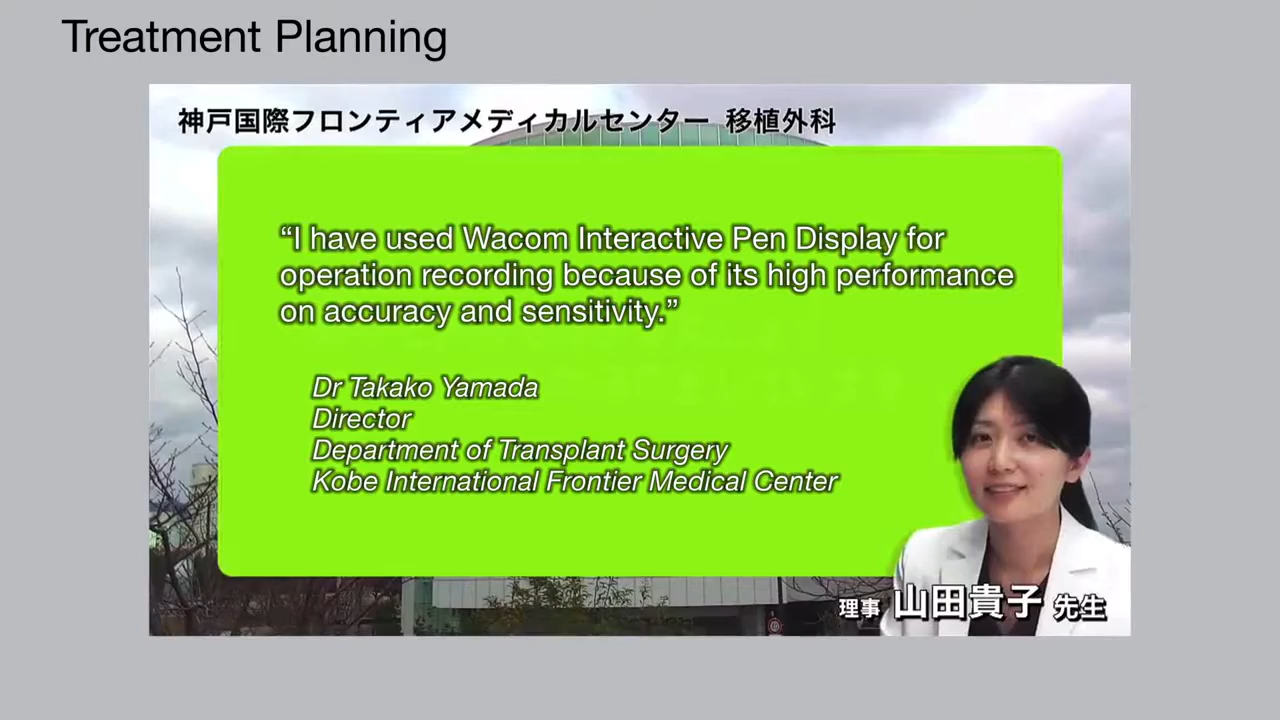 Treatment Planning
神戸国際フロンティアメディカルセンター 移植外科
“I have used Wacom Interactive Pen Display for
operation recording because of its high performance
on accuracy and sensitivity.”
Dr Takako Yamada
Director
Department of Transplant Surgery
Kobe International Frontier Medical Center
理事 山田貴子 先生